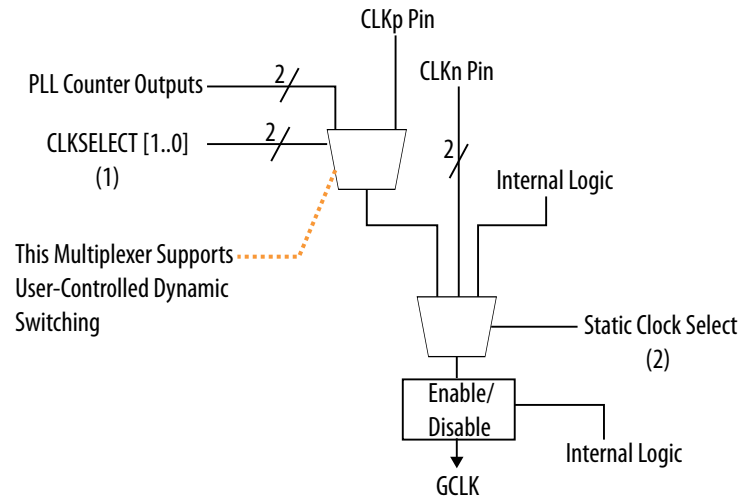 CLKp Pin
CLKn Pin
PLL Counter Outputs
2
CLKSELECT [1..0]
(1)
2
2
Internal Logic
This Multiplexer Supports
User-Controlled Dynamic
Switching
Static Clock Select
(2)
Enable/
Disable
Internal Logic
GCLK